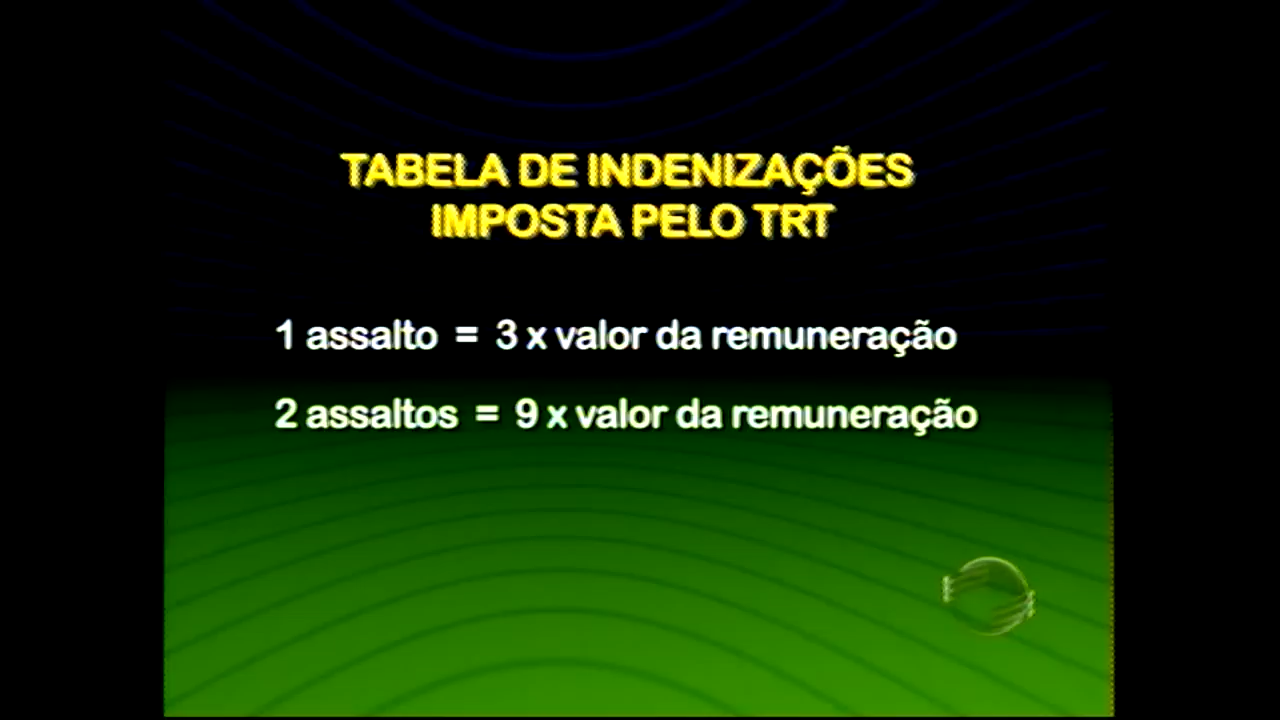 TABELA DE INDENIZAÇÕES
IMPOSTA PELO TRT
1 assalto = 3 x valor da remuneração
2 assaltos = 9 x valor da remuneração